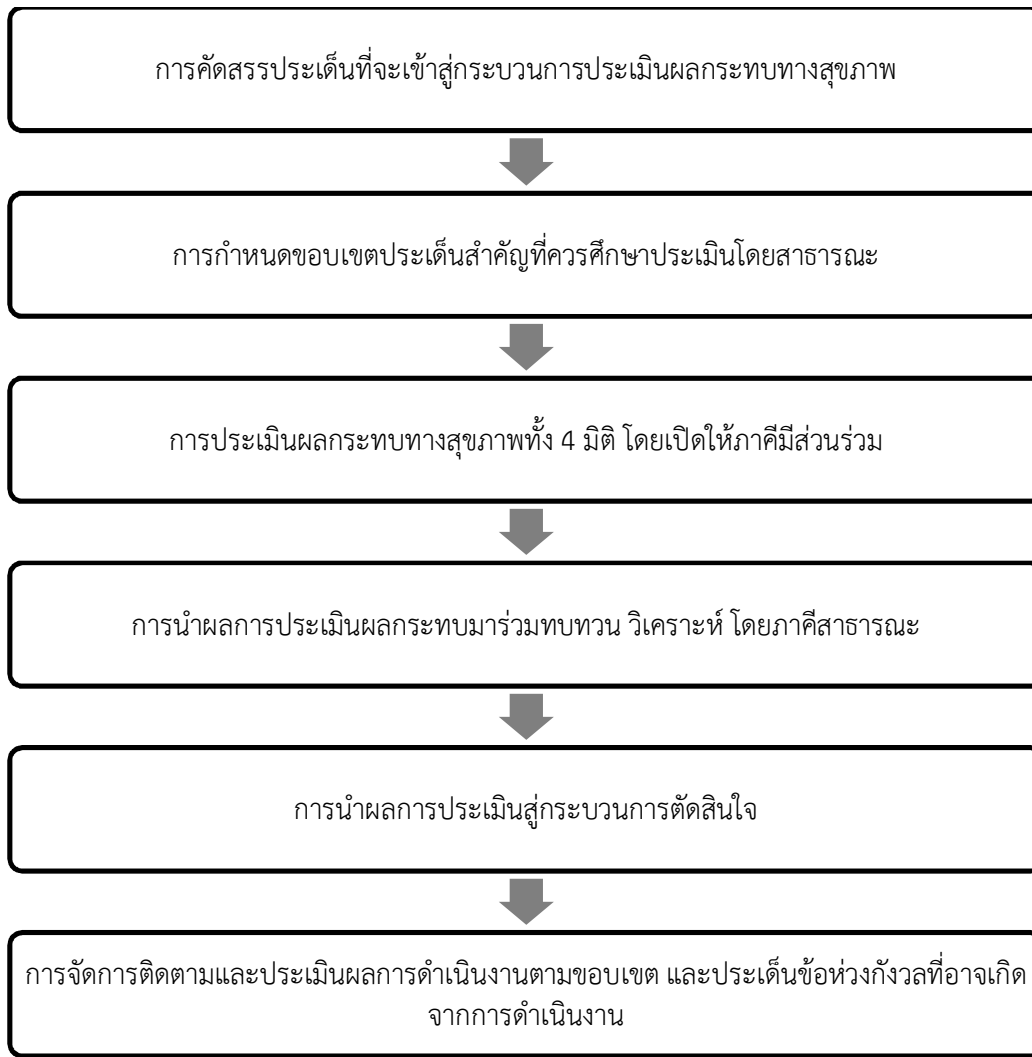 การคัดสรรประเด็นที่จะเข้าสู่กระบวนการประเมินผลกระทบทางสุขภาพ
การกำหนดขอบเขตประเด็นสำคัญที่ควรศึกษาประเมินโดยสาธารณะ
การประเมินผลกระทบทางสุขภาพทั้ง 4 มิติ โดยเปิดให้ภาคีมีส่วนร่วม
การนำผลการประเมินผลกระทบมาร่วมทบทวน วิเคราะห์ โดยภาคีสาธารณะ
การนำผลการประเมินสู่กระบวนการตัดสินใจ
การจัดการติดตามและประเมินผลการดำเนินงานตามขอบเขต และประเด็นข้อห่วงกังวลที่อาจเกิด
จากการดำเนินงาน